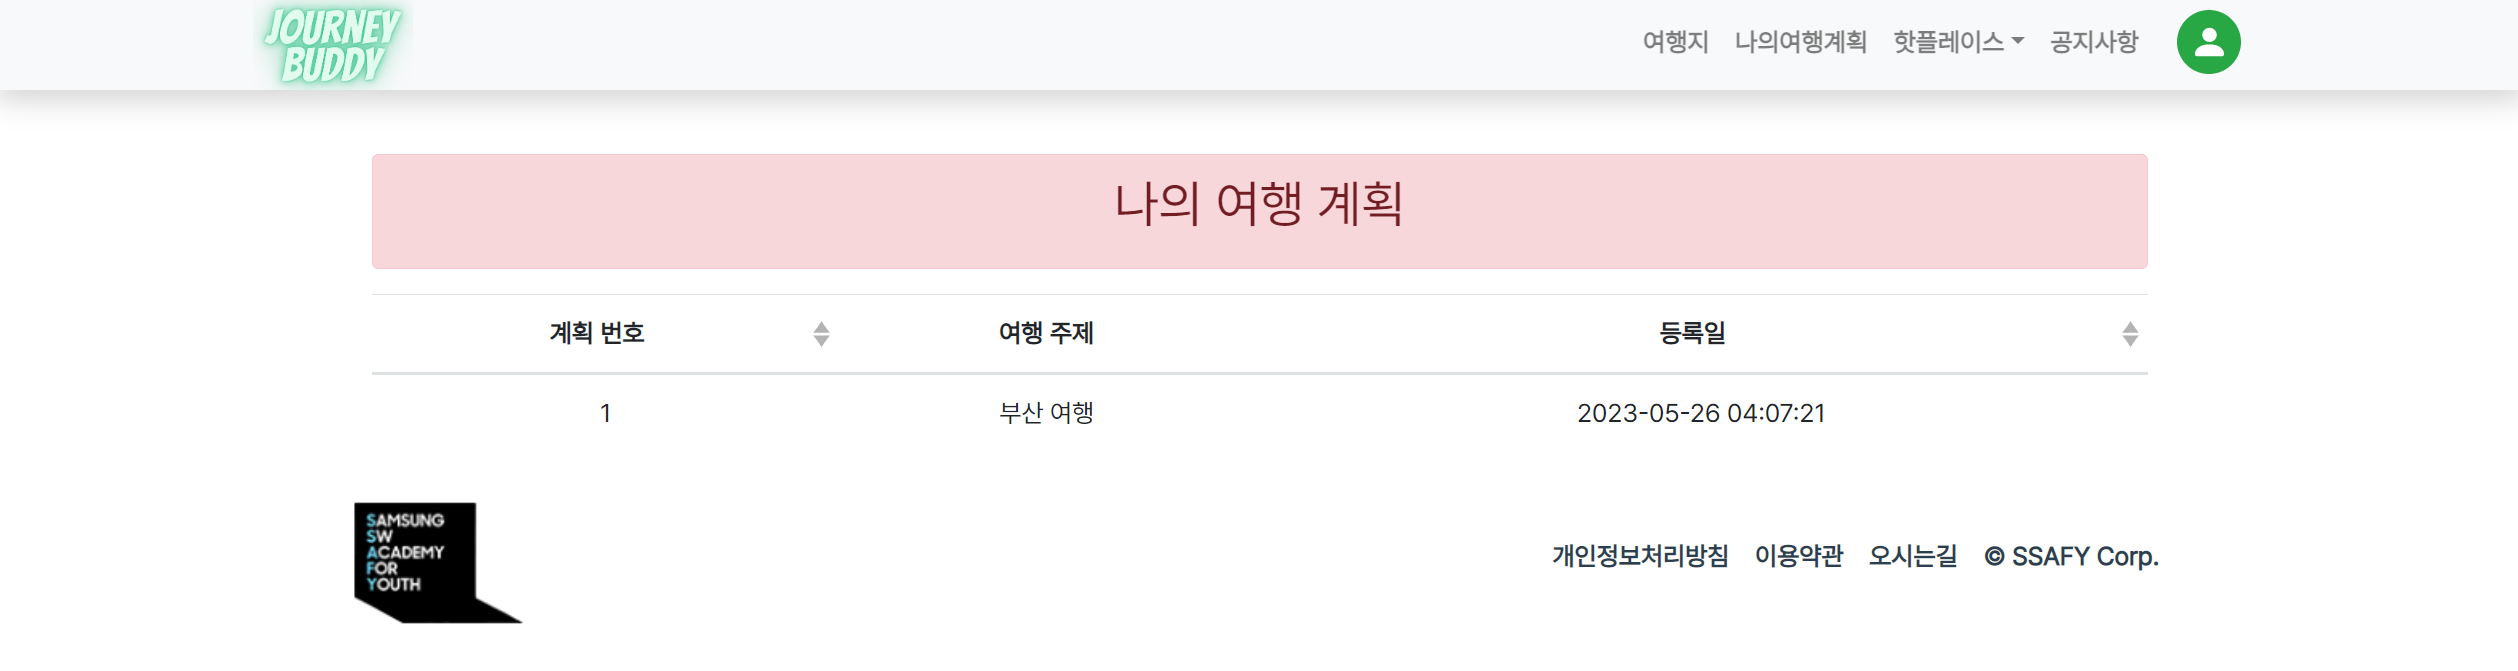 JOURNEY
BUDDY
여행지 나의여행계획 핫플레이스 공지사항
나의 여행 계획
계획 번호 여행 주제 등록일
1 부산 여행 2023-05-26 04:07:21
SAMSUNG
SW
ACADEMY
FOR
YOUTH
개인정보처리방침 이용약관 오시는길 © SSAFY Corp.